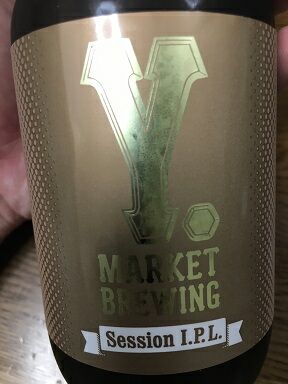 Y.
MARKET
BREWING
Session I.P.L.